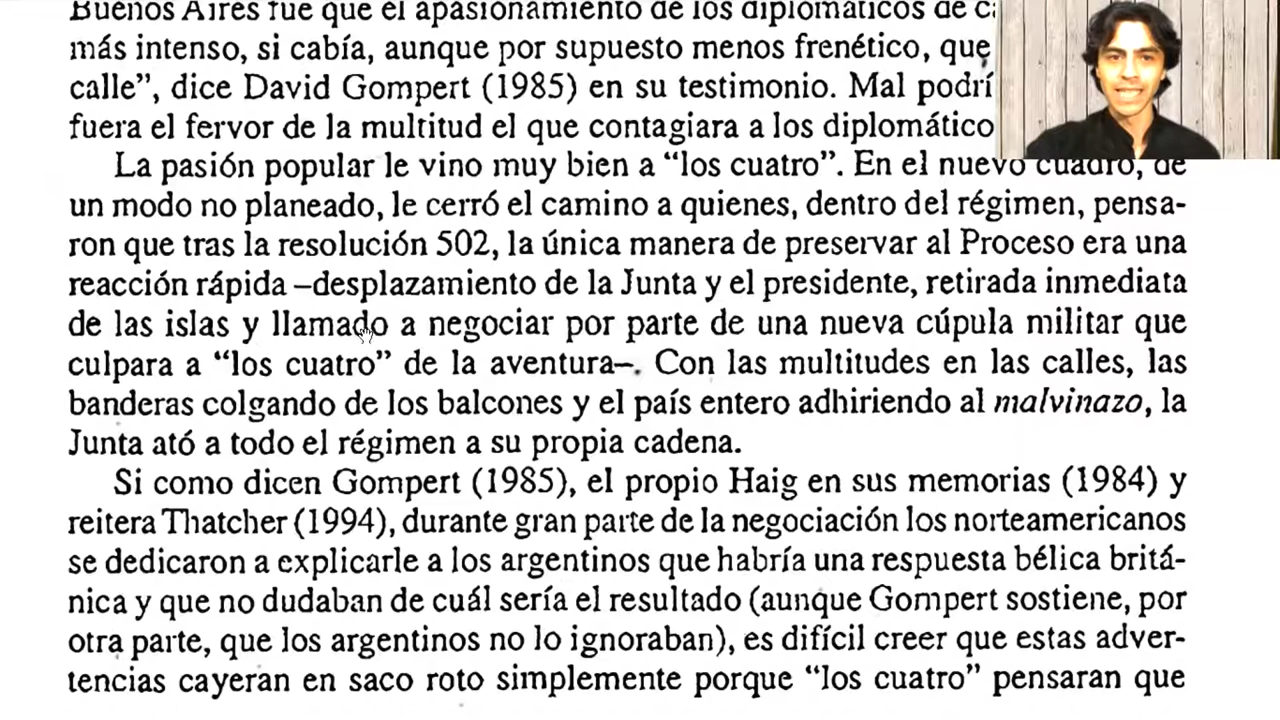 Buenos Aires fue que el apasionamiento de los diplomáticos de
más intenso, si cabía, aunque por supuesto menos frenético, que
calle”, dice David Gompert (1985) en su testimonio. Mal
fuera el fervor de la multitud el que contagiara a los
La pasión popular le vino muy bien a “los cuatro”. En el nuevo cuadro, de
un modo no planeado, le cerró el camino a quienes, dentro del régimen, pensa-
ron que tras la resolución 502, la única manera de preservar al Proceso era una
reacción rápida –desplazamiento de la Junta y el presidente, retirada inmediata
de las islas y llamado a negociar por parte de una nueva cúpula militar que
culpara a “los cuatro” de la aventura–. Con las multitudes en las calles, las
banderas colgando de los balcones y el país entero adhiriendo al malvinazo, la
Junta ató a todo el régimen a su propia cadena.
Si como dicen Gompert (1985), el propio Haig en sus memorias (1984) y
reitera Thatcher (1994), durante gran parte de la negociación los norteamericanos
se dedicaron a explicarle a los argentinos que habría una respuesta bélica britá-
nica y que no dudaban de cuál sería el resultado (aunque Gompert sostiene, por
otra parte, que los argentinos no lo ignoraban), es difícil creer que estas adver-
tencias cayeran en saco roto simplemente porque “los cuatro” pensaran que